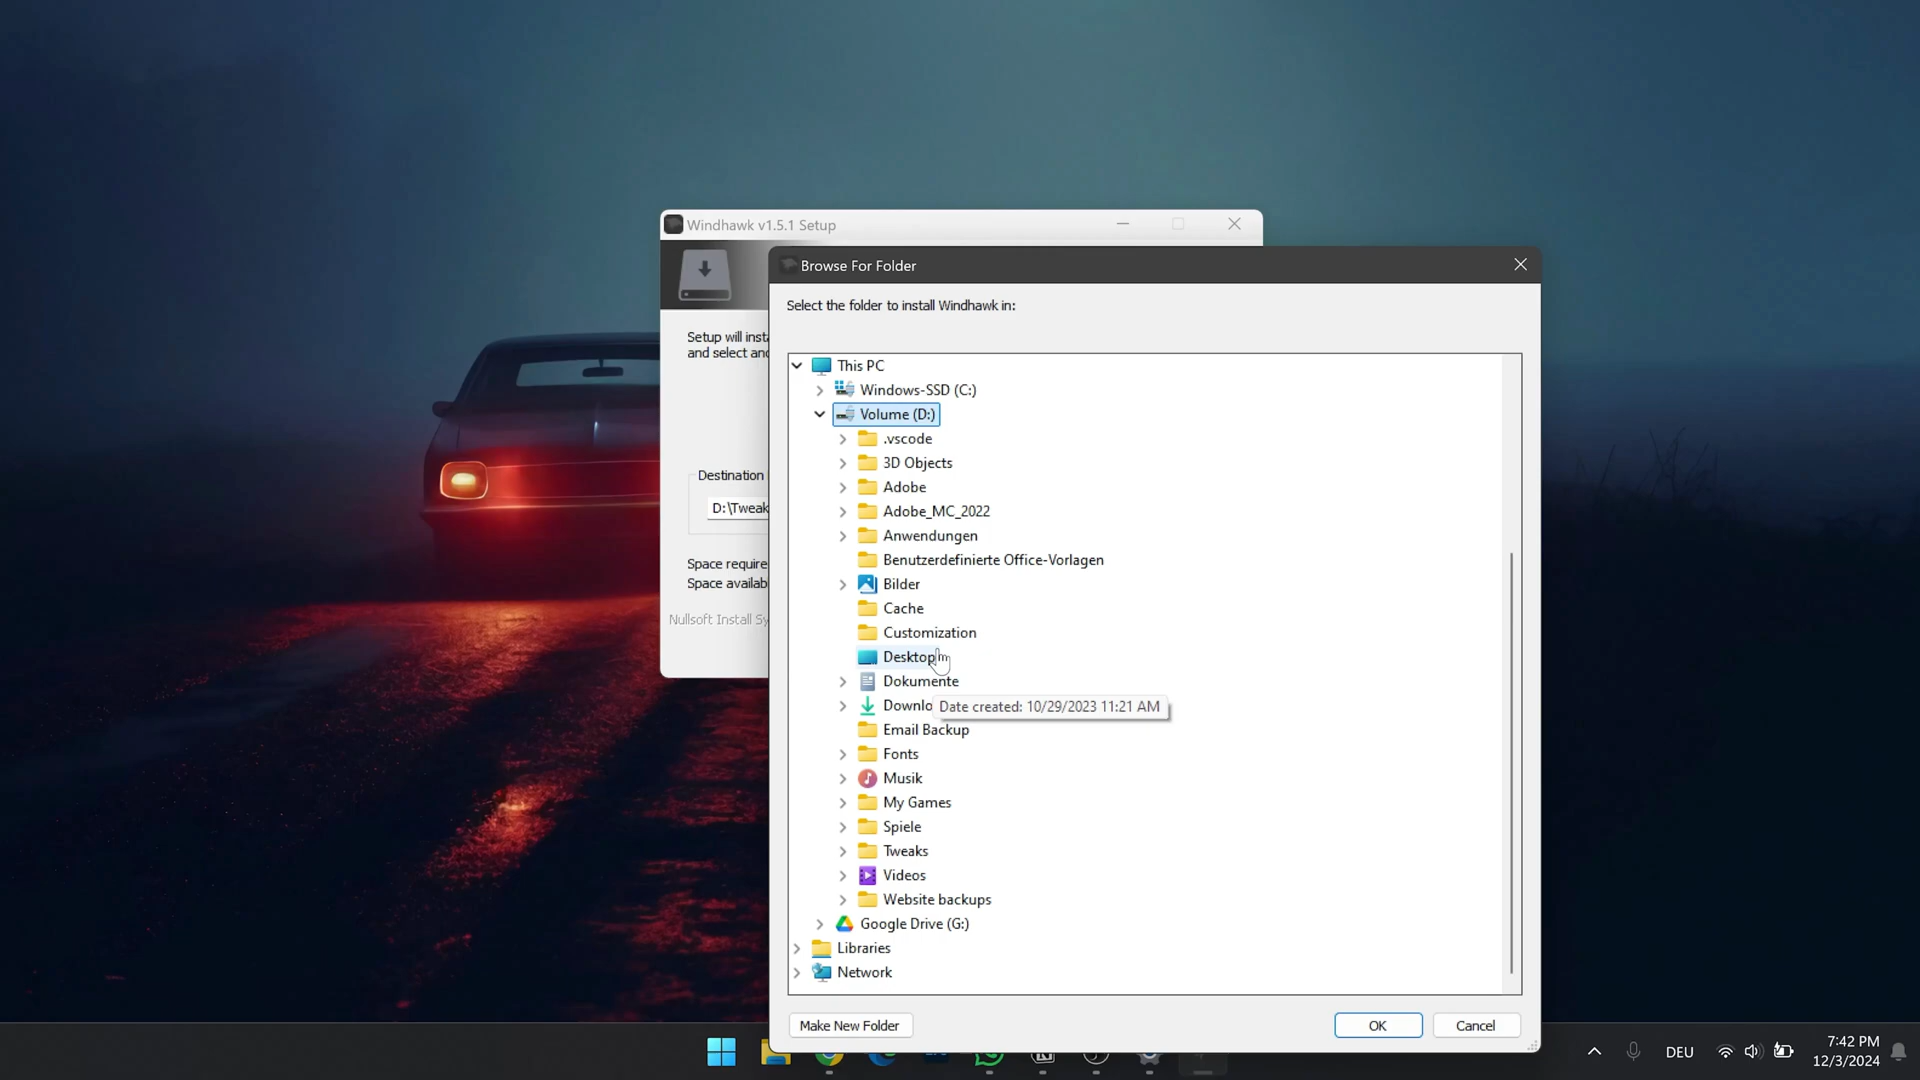 Windhawk v1.5.1 Setup
Browse For Folder
Select the folder to install Windhawk in:
Setup will insta
and select and
Destination
D:\Tweak
Space require
Space availab
Nullsoft Install Sy
This PC
Windows-SSD (C:)
Volume (D:)
.vscode
3D Objects
Adobe
Adobe_MC_2022
Anwendungen
Benutzerdefinierte Office-Vorlagen
Bilder
Cache
Customization
Desktop
Dokumente
Downlo
Date created: 10/29/2023 11:21 AM
Email Backup
Fonts
Musik
My Games
Spiele
Tweaks
Videos
Website backups
Google Drive (G:)
Libraries
Network
Make New Folder
OK
Cancel
DEU
7:42 PM
12/3/2024